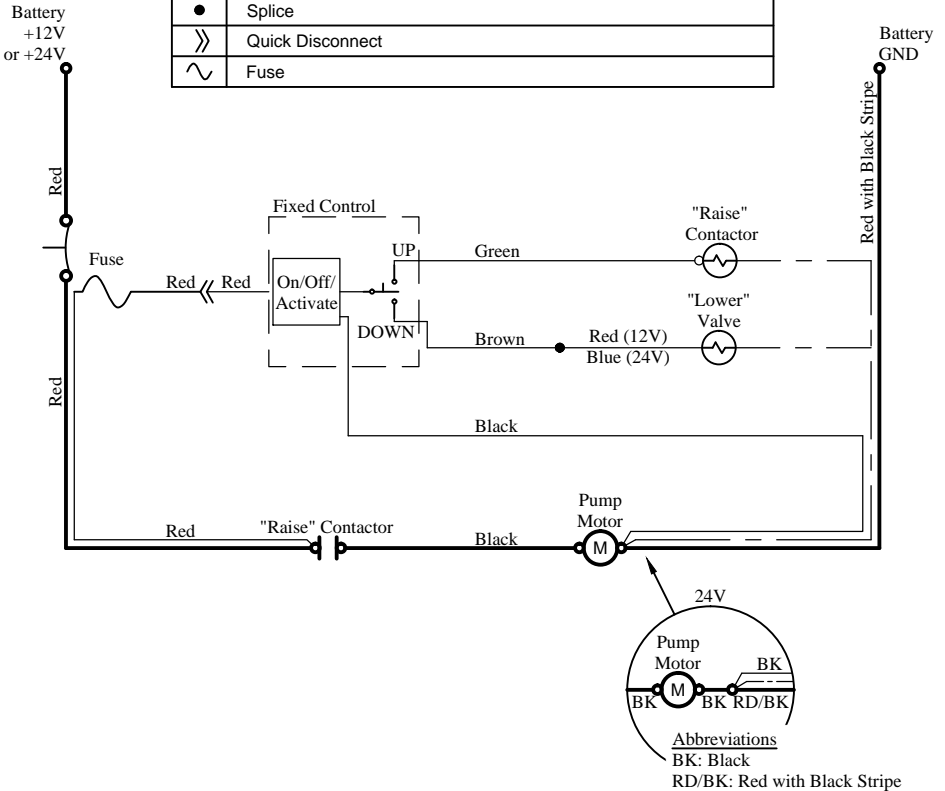 Splice
Quick Disconnect
Fuse
Battery
+12V
or +24V
Battery
GND
Red
Red with Black Stripe
Fixed Control
"Raise"
Contactor
UP
Green
Fuse
Red
Red
On/Off/
Activate
"Lower"
Valve
DOWN
Brown
Red (12V)
Blue (24V)
Red
Black
Pump
Motor
Red
"Raise" Contactor
Black
M
24V
Pump
Motor
BK
M
BK
BK
RD/BK
Abbreviations
BK: Black
RD/BK: Red with Black Stripe